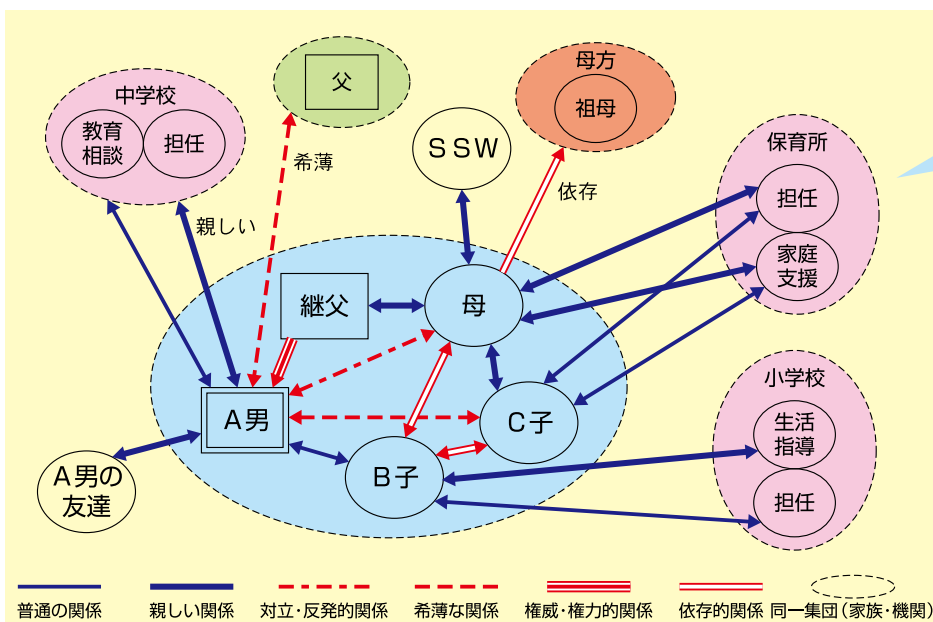 中学校
教育
相談
担任
父
母方
祖母
SSW
保育所
担任
家庭
支援
希薄
依存
親しい
継父
母
A男
C子
B子
A男の
友達
小学校
生活
指導
担任
普通の関係
親しい関係
対立・反発的関係
希薄な関係
権威・権力的関係
依存的関係
同一集団(家族・機関)